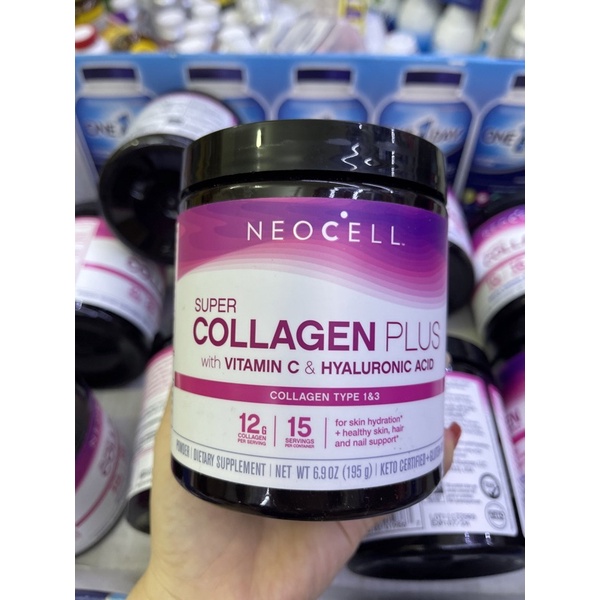 NEOCELL™
SUPER
COLLAGEN PLUS
with VITAMIN C & HYALURONIC ACID
COLLAGEN TYPE 1&3
12G
COLLAGEN
PER SERVING
15
SERVINGS
PER CONTAINER
for skin hydration*
+ healthy skin, hair
and nail support*
POWDER | DIETARY SUPPLEMENT | NET WT 6.9 OZ (195 g) | KETO CERTIFIED •
ONE